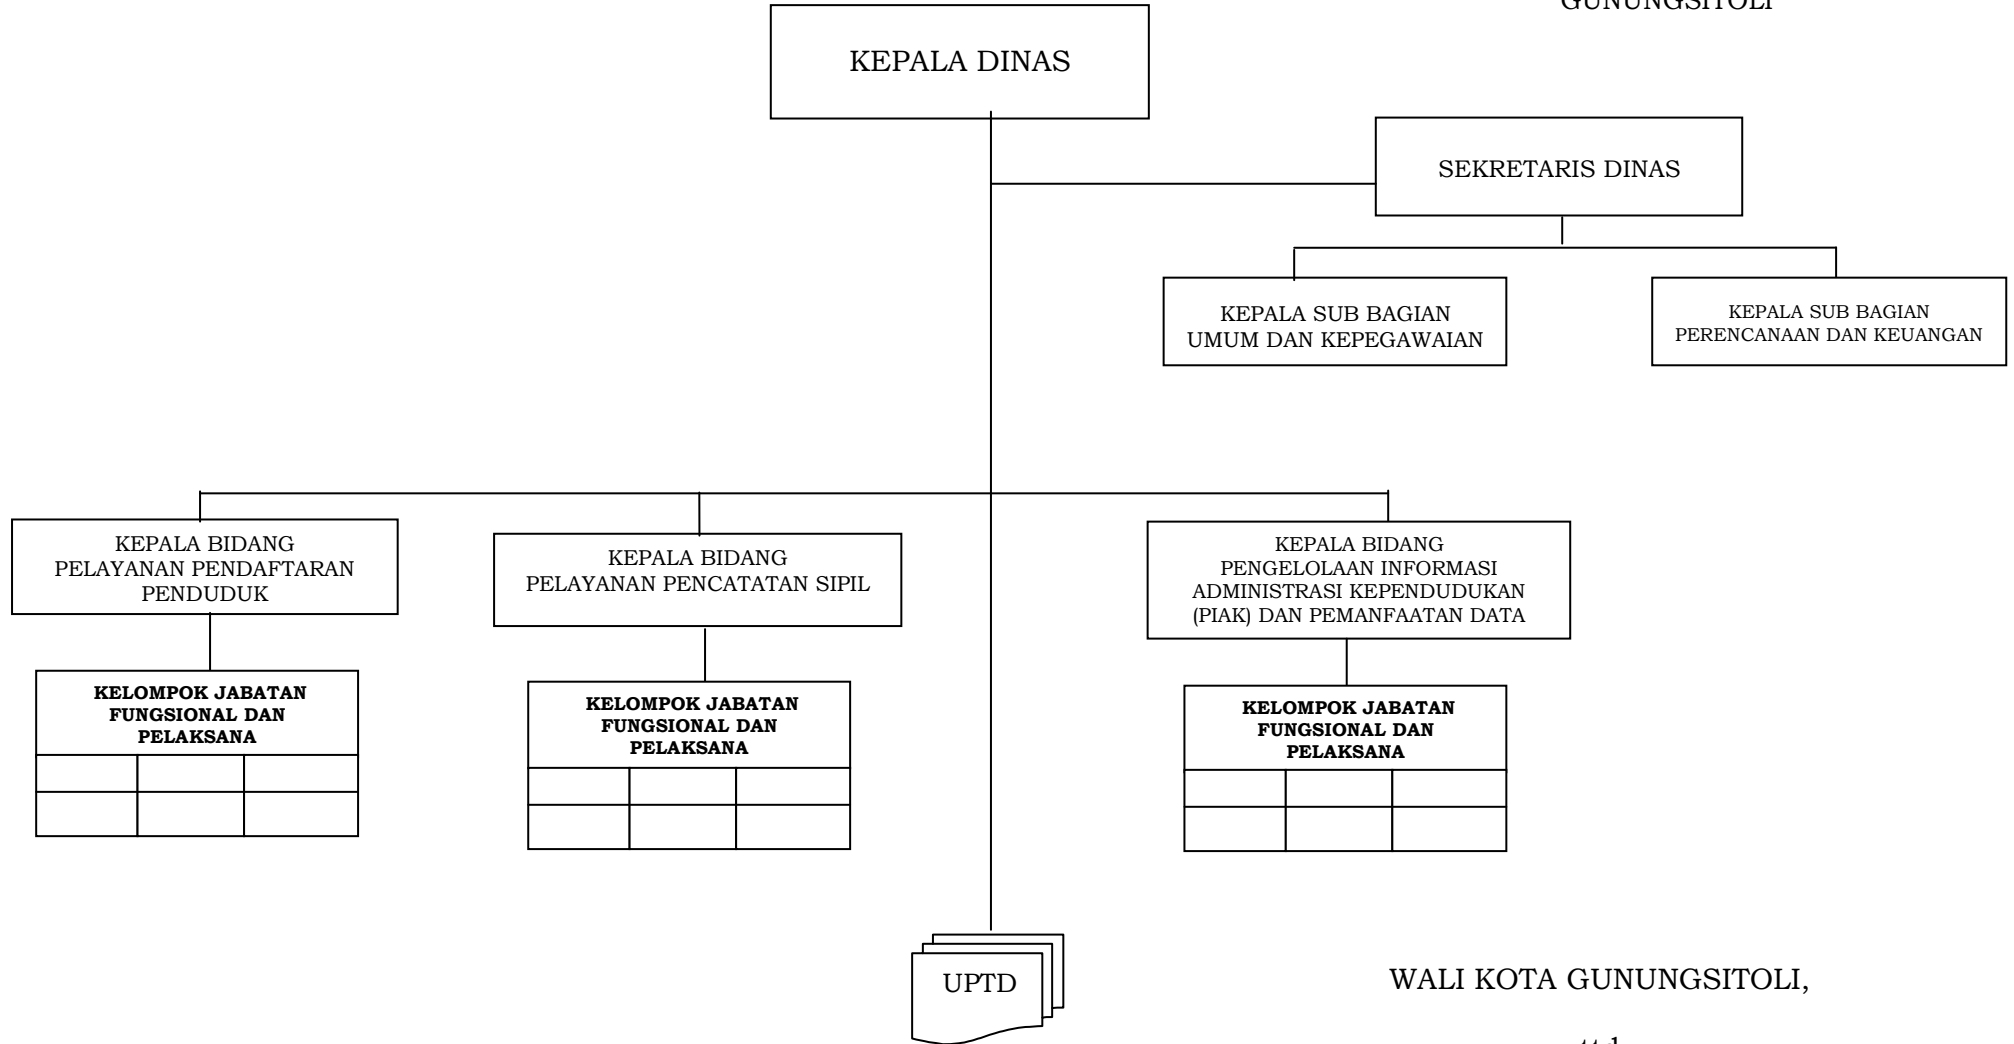 GUNUNGSITOLI
KEPALA DINAS
SEKRETARIS DINAS
KEPALA SUB BAGIAN
UMUM DAN KEPEGAWAIAN
KEPALA SUB BAGIAN
PERENCANAAN DAN KEUANGAN
KEPALA BIDANG
PELAYANAN PENDAFTARAN
PENDUDUK
KEPALA BIDANG
PELAYANAN PENCATATAN SIPIL
KEPALA BIDANG
PENGELOLAAN INFORMASI
ADMINISTRASI KEPENDUDUKAN
(PIAK) DAN PEMANFAATAN DATA
KELOMPOK JABATAN
FUNGSIONAL DAN
PELAKSANA
KELOMPOK JABATAN
FUNGSIONAL DAN
PELAKSANA
KELOMPOK JABATAN
FUNGSIONAL DAN
PELAKSANA
UPTD
WALI KOTA GUNUNGSITOLI,
ttd